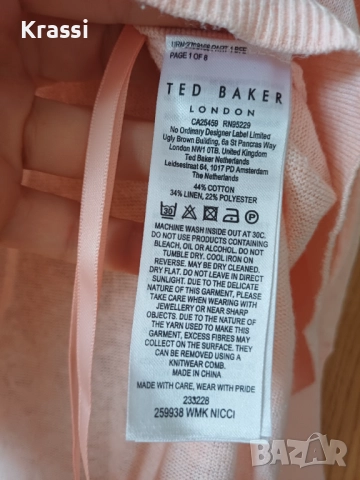 Krassi
PAGE 1 OF 8
TED BAKER
LONDON
CA25459 RN95229
No Ordinary Designer Label Limited
Ugly Brown Building, 6a St Pancras Way
London NW1 0TB, United Kingdom
Ted Baker Netherlands
Leidsestraat 64, 1017 PD Amsterdam
The Netherlands
44% COTTON
34% LINEN, 22% POLYESTER
30
P
MACHINE WASH INSIDE OUT AT 30C.
DO NOT USE PRODUCTS CONTAINING
BLEACH, OIL OR ALCOHOL. DO NOT
TUMBLE DRY. COOL IRON ON
REVERSE. MAY BE DRY CLEANED.
DRY FLAT. DO NOT LEAVE IN DIRECT
SUNLIGHT. DUE TO THE DELICATE
NATURE OF THIS GARMENT, PLEASE
TAKE CARE WHEN WEARING WITH
JEWELLERY OR NEAR SHARP
OBJECTS. DUE TO THE NATURE OF
THE YARN USED TO MAKE THIS
GARMENT, EXCESS FIBRES MAY
COLLECT ON THE SURFACE. THEY
CAN BE REMOVED USING A
KNITWEAR COMB.
MADE IN CHINA
MADE WITH CARE, WEAR WITH PRIDE
233228
259938 WMK NICCI
BAZAR